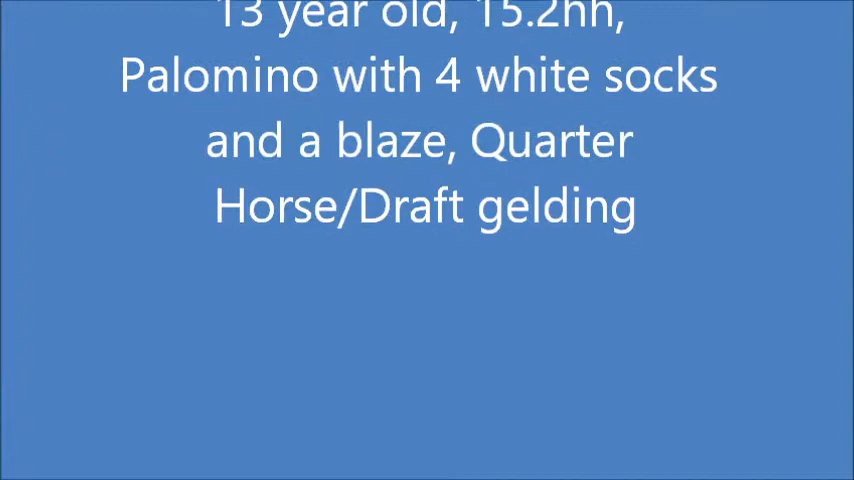 13 year old, 15.2hh,
Palomino with 4 white socks
and a blaze, Quarter
Horse/Draft gelding